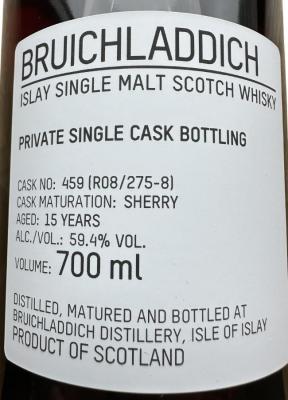 BRUICHLADDICH
ISLAY SINGLE MALT SCOTCH WHISKY
PRIVATE SINGLE CASK BOTTLING
CASK NO: 459 (R08/275-8)
CASK MATURATION: SHERRY
AGED: 15 YEARS
ALC./VOL.: 59.4% VOL.
VOLUME: 700 ml
DISTILLED, MATURED AND BOTTLED AT
BRUICHLADDICH DISTILLERY, ISLE OF ISLAY
PRODUCT OF SCOTLAND